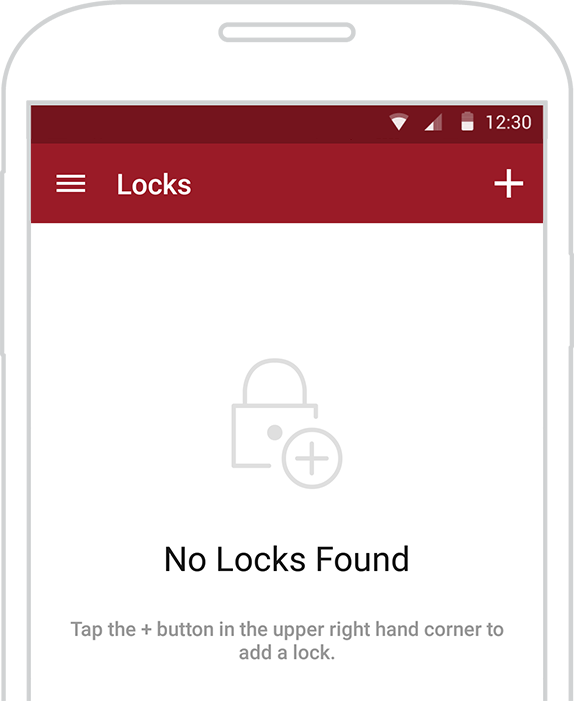 12:30
Locks
No Locks Found
Tap the + button in the upper right hand corner to
add a lock.